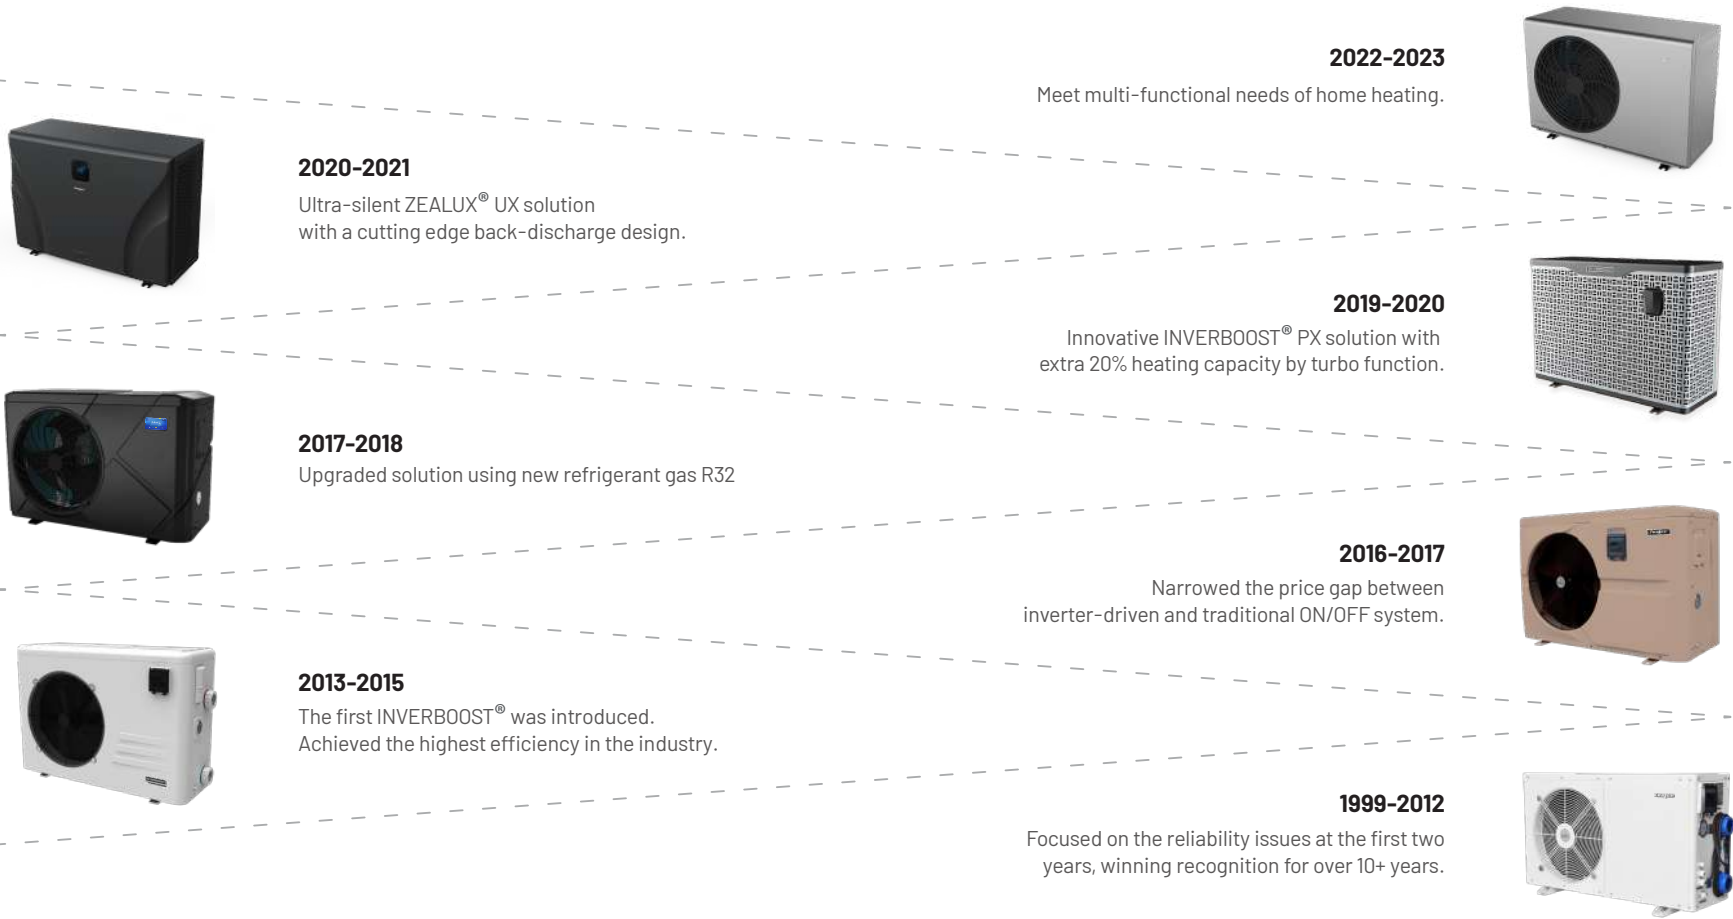 2022-2023
Meet multi-functional needs of home heating.
2020-2021
Ultra-silent ZEALUX® UX solution
with a cutting edge back-discharge design.
2019-2020
Innovative INVERBOOST® PX solution with
extra 20% heating capacity by turbo function.
2017-2018
Upgraded solution using new refrigerant gas R32
2016-2017
Narrowed the price gap between
inverter-driven and traditional ON/OFF system.
2013-2015
The first INVERBOOST® was introduced.
Achieved the highest efficiency in the industry.
1999-2012
Focused on the reliability issues at the first two
years, winning recognition for over 10+ years.